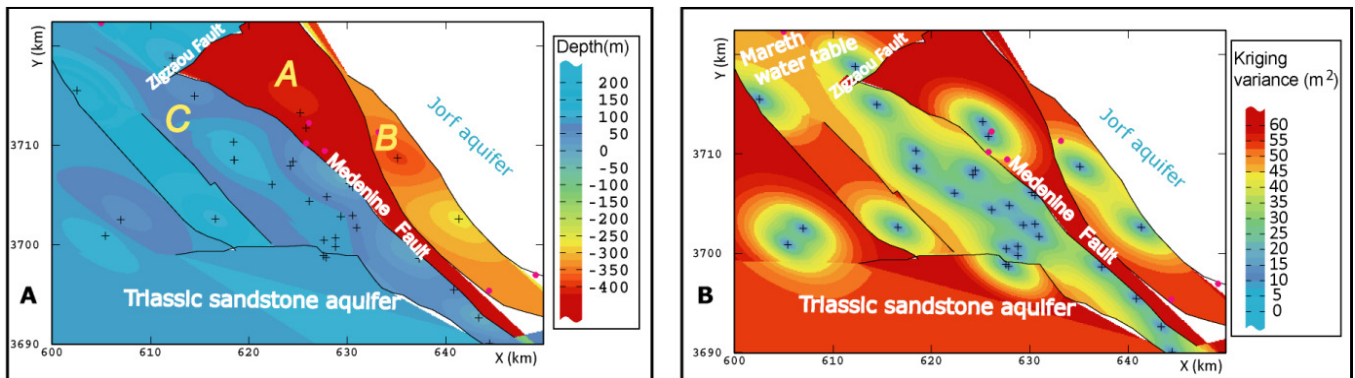 Depth(m)
200
150
100
50
0
-50
-100
-150
-200
-300
-350
-400
Y (km)
Zigzaou Fault
A
B
C
Jorf aquifer
3710
Medenine Fault
3700
Triassic sandstone aquifer
A
3690
600
610
620
630
640
X (km)
Kriging
variance (m²)
60
55
50
45
40
35
30
20
15
10
5
0
Y (km)
Mareth
water table
Zigzaou Fault
Jorf aquifer
3710
Medenine Fault
3700
Triassic sandstone aquifer
B
3690
600
610
620
630
640
X (km)